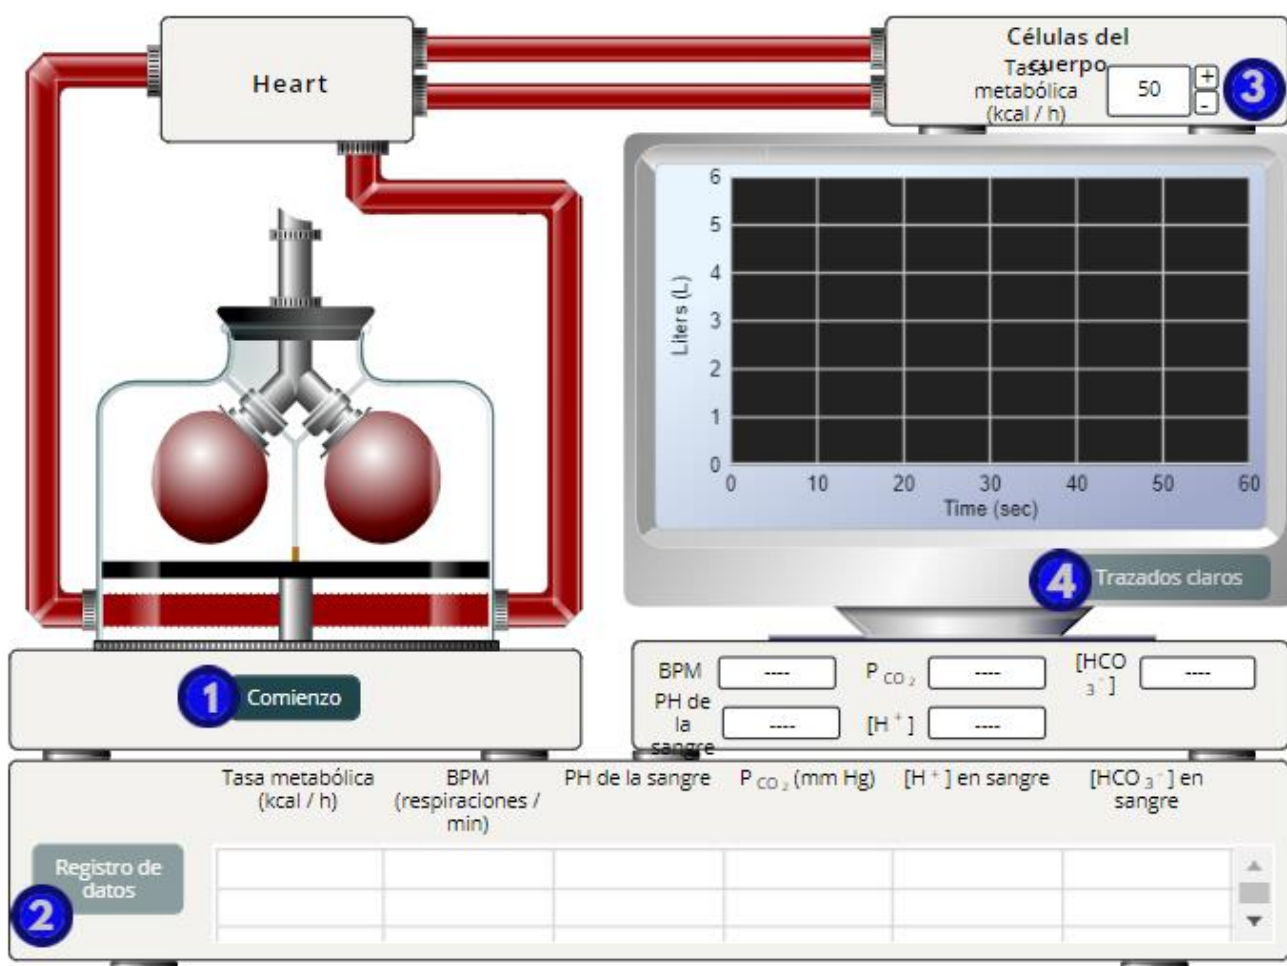 Heart
Células del
cuerpo
Tasa
metabólica
(kcal / h)
50
+
-
3
6
5
4
3
2
1
0
Liters (L)
0 10 20 30 40 50 60
Time (sec)
4 Trazados claros
1 Comienzo
BPM ---- P CO 2 ---- [HCO
3 - ] ----
PH de
la
sangre ---- [H + ] ----
Tasa metabólica
(kcal / h)
BPM
(respiraciones /
min)
PH de la sangre
P CO 2 (mm Hg)
[H + ] en sangre
[HCO 3 - ] en
sangre
Registro de
datos
2